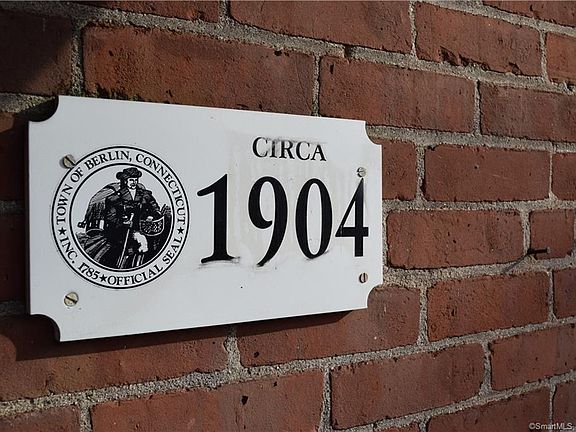 CIRCA
1904
TOWN OF BERLIN, CONNECTICUT
★ INC. 1785 ★ OFFICIAL SEAL ★
©SmartMLS